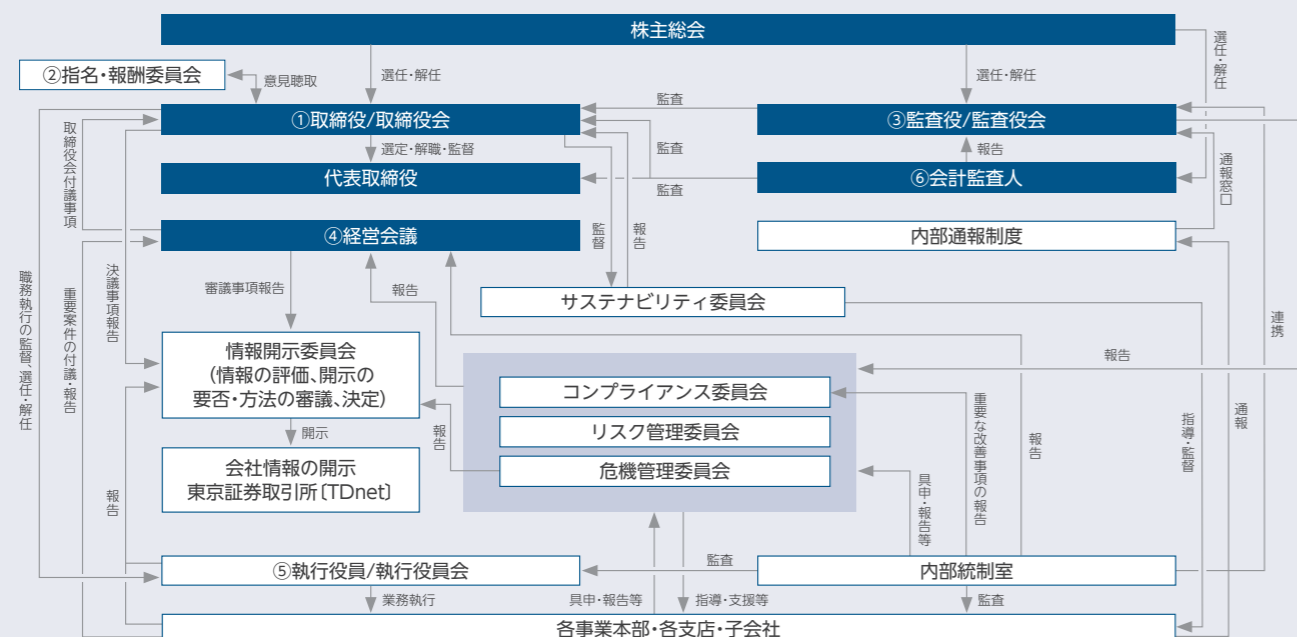 株主総会
選任・解任
②指名・報酬委員会
意見聴取
選任・解任
選任・解任
①取締役/取締役会
監査
③監査役/監査役会
取締役会付議事項
選定・解職・監督
監査
報告
通報窓口
代表取締役
監査
⑥会計監査人
④経営会議
監督
報告
内部通報制度
職務執行の監督、選任・解任
重要案件の付議・報告
決議事項報告
審議事項報告
報告
サステナビリティ委員会
連携
情報開示委員会
(情報の評価、開示の
要否・方法の審議、決定)
報告
コンプライアンス委員会
リスク管理委員会
危機管理委員会
報告
開示
重要な改善事項の報告
報告
指導・監督
通報
会社情報の開示
東京証券取引所〔TDnet〕
報告
具申・報告等
⑤執行役員/執行役員会
監査
内部統制室
業務執行
具申・報告等
指導・支援等
監査
各事業本部・各支店・子会社